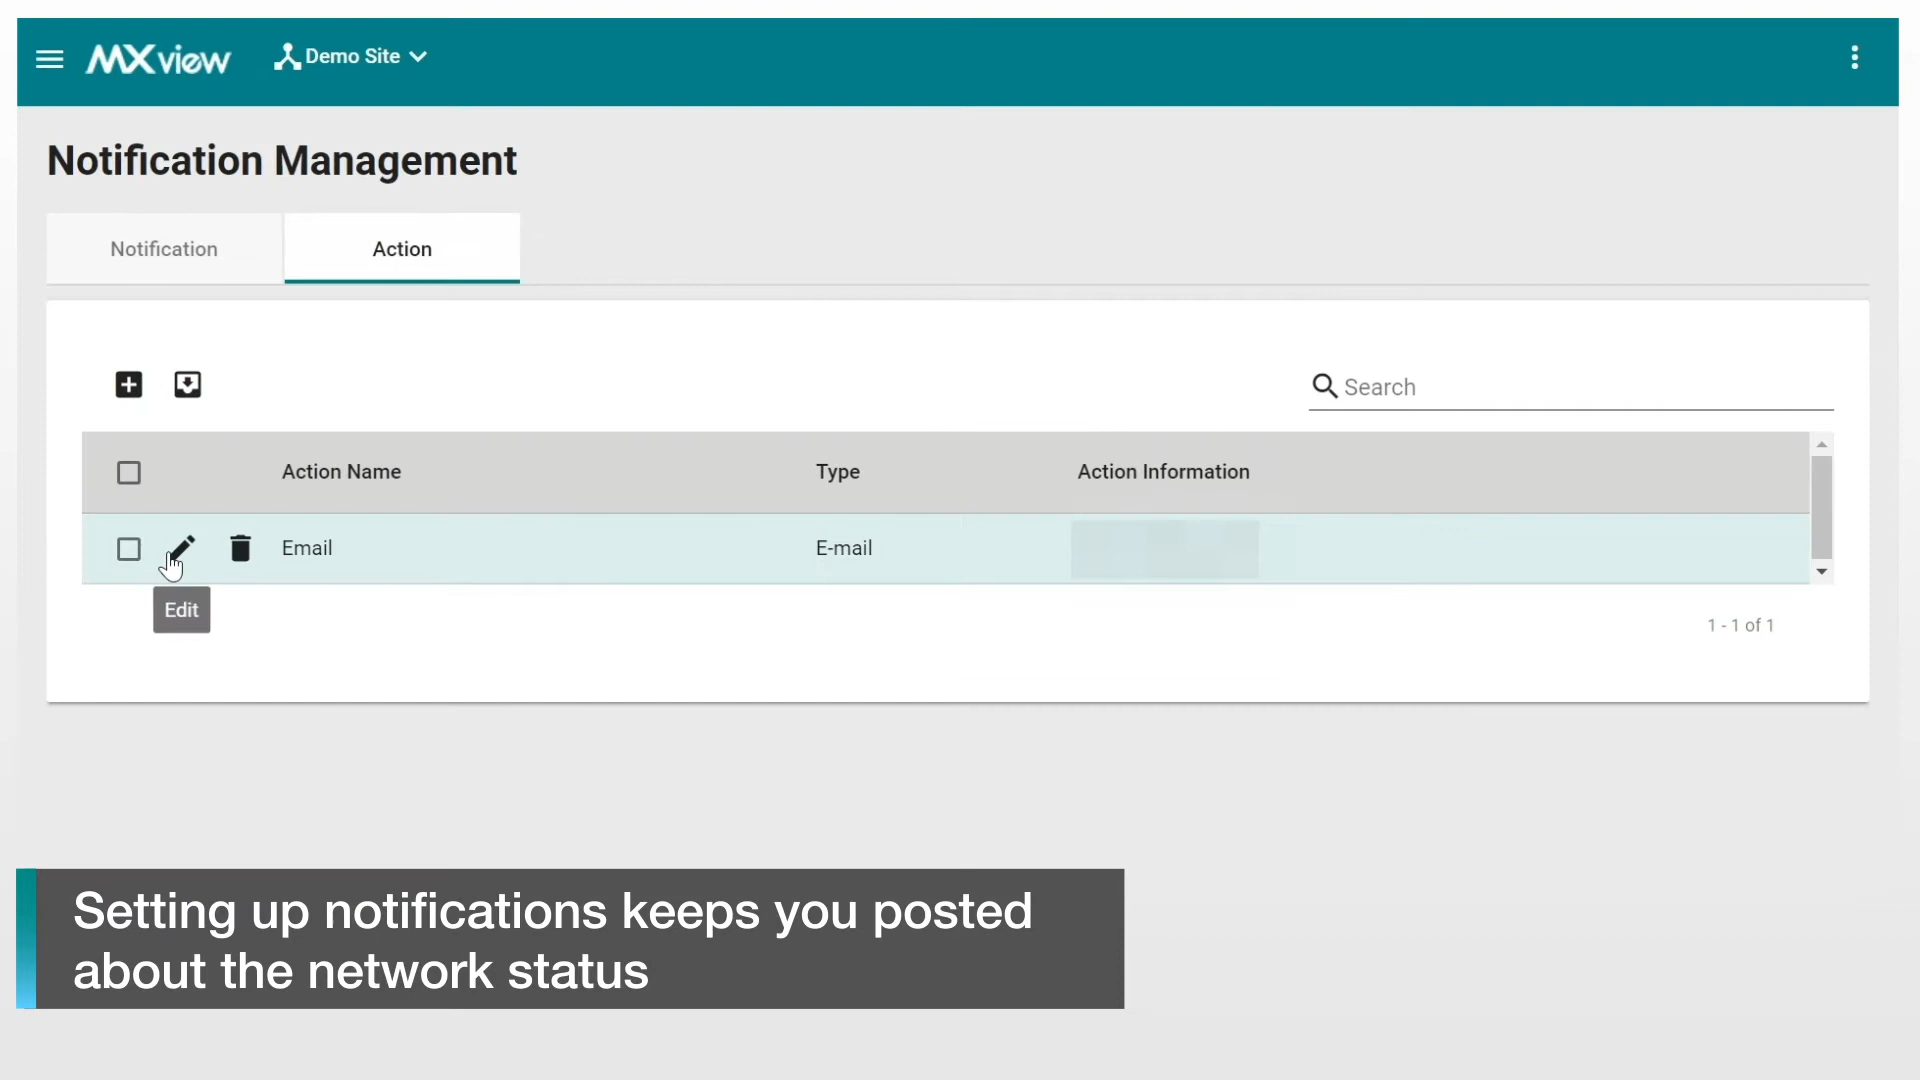 MXview
Demo Site
Notification Management
Notification
Action
Search
Action Name
Type
Action Information
Email
E-mail
Edit
1 - 1 of 1
Setting up notifications keeps you posted
about the network status